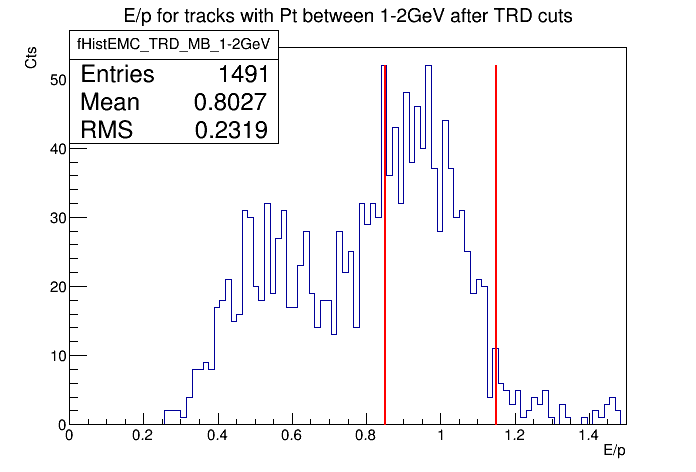 E/p for tracks with Pt between 1-2GeV after TRD cuts
fHistEMC_TRD_MB_1-2GeV
Entries 1491
Mean 0.8027
RMS 0.2319
Cts
50
40
30
20
10
0
0 0.2 0.4 0.6 0.8 1 1.2 1.4
E/p